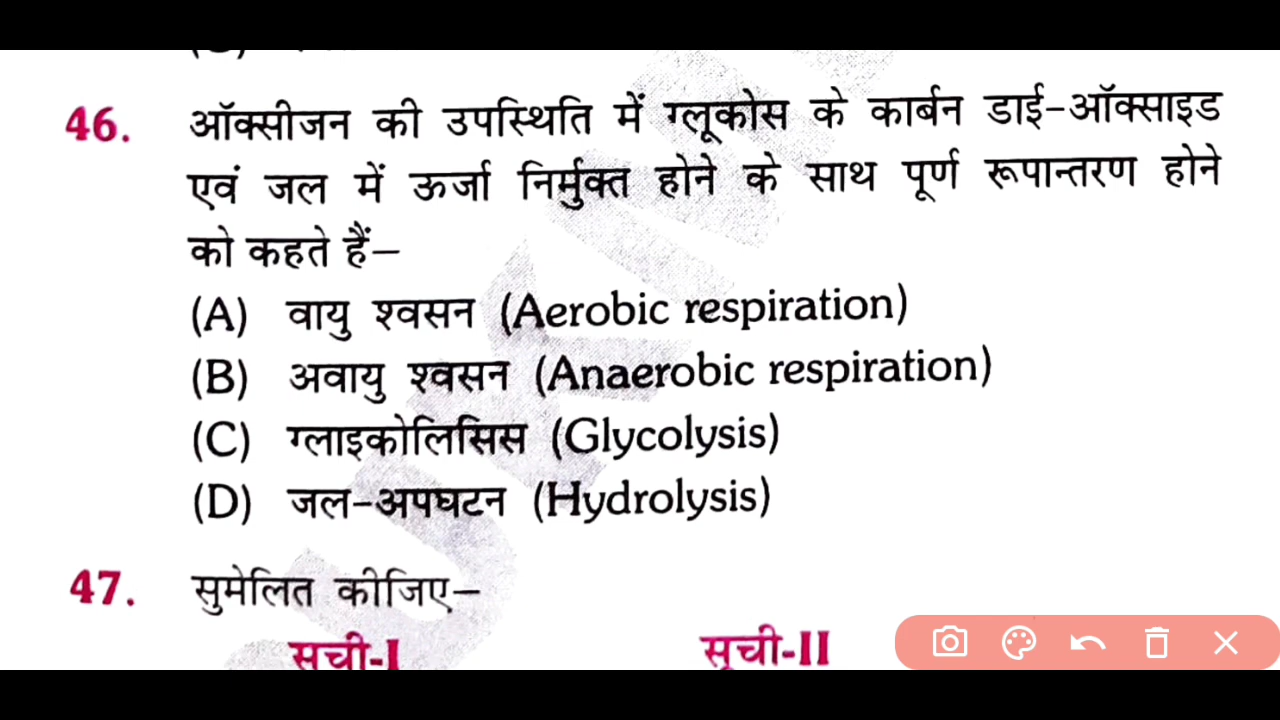 46. ऑक्सीजन की उपस्थिति में ग्लूकोस के कार्बन डाई-ऑक्साइड
एवं जल में ऊर्जा निर्मुक्त होने के साथ पूर्ण रूपान्तरण होने
को कहते हैं–
(A) वायु श्वसन (Aerobic respiration)
(B) अवायु श्वसन (Anaerobic respiration)
(C) ग्लाइकोलिसिस (Glycolysis)
(D) जल-अपघटन (Hydrolysis)
47. सुमेलित कीजिए–
सूची-I सूची-II